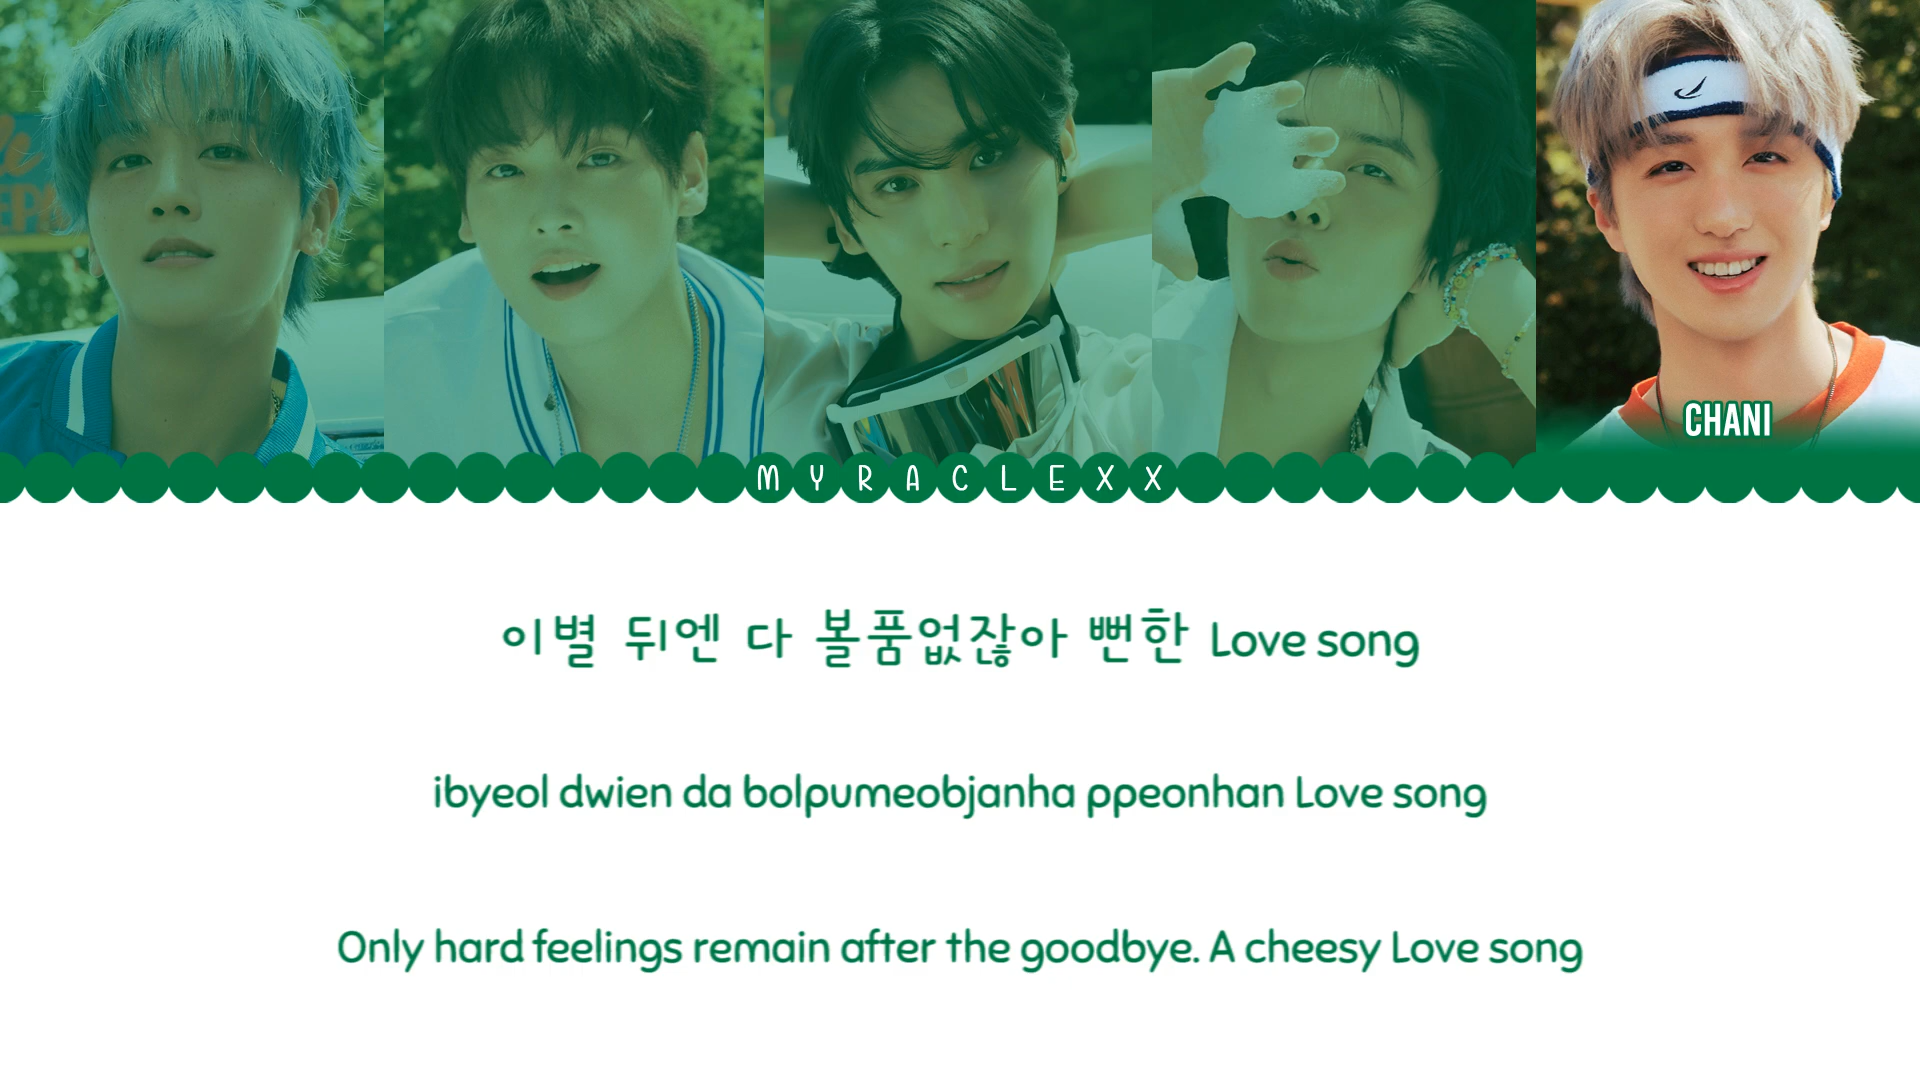 CHANI
MYRACLEXX
이별 뒤엔 다 볼품없잖아 뻔한 Love song
ibyeol dwien da bolpumeobjanha ppeonhan Love song
Only hard feelings remain after the goodbye. A cheesy Love song